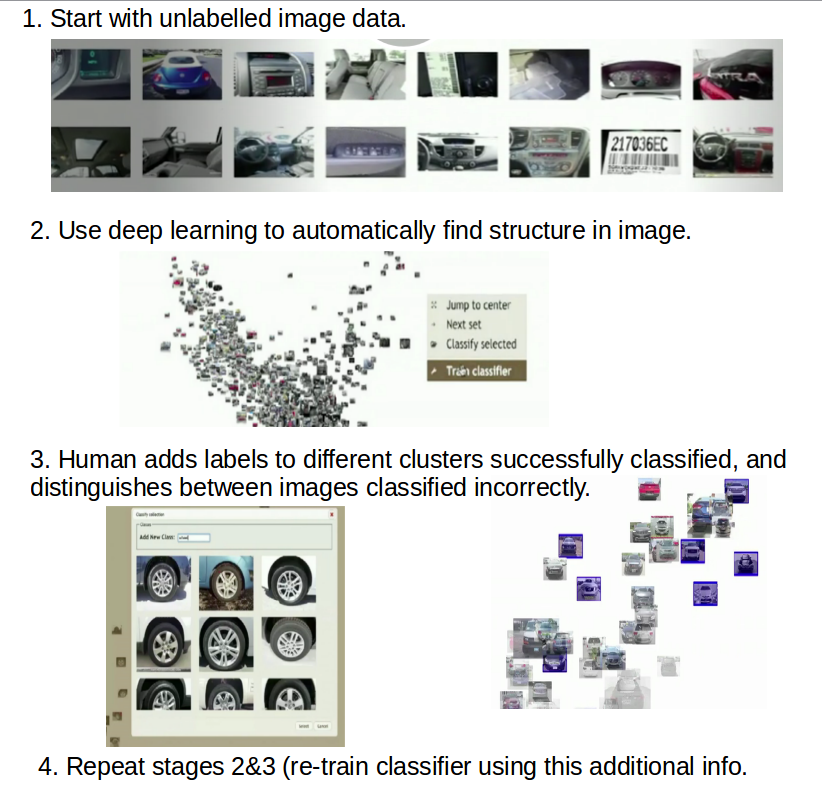 1. Start with unlabelled image data.
217036EC
2. Use deep learning to automatically find structure in image.
Jump to center
Next set
Classify selected
Train classifier
3. Human adds labels to different clusters successfully classified, and
distinguishes between images classified incorrectly.
Classify selection
Classes
Add New Class: wheel
Cancel
4. Repeat stages 2&3 (re-train classifier using this additional info.